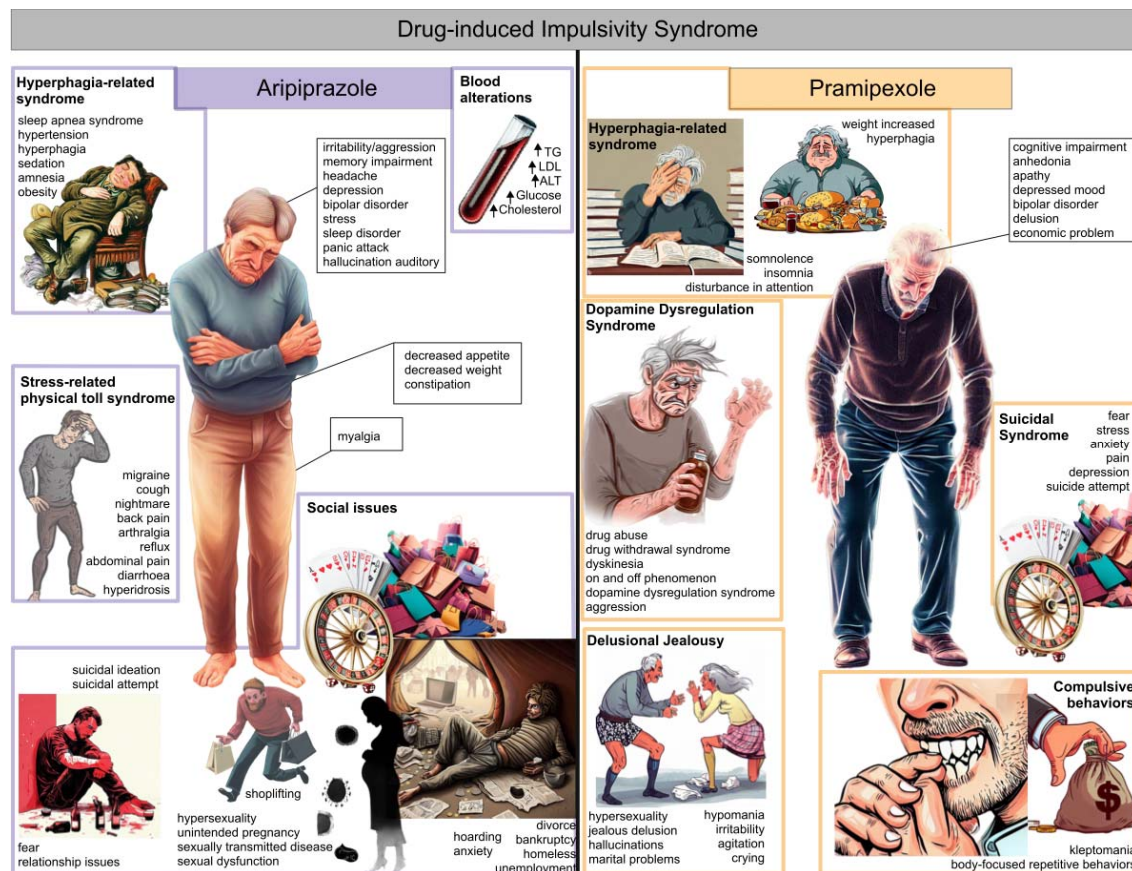 Drug-induced Impulsivity Syndrome
Aripiprazole
Hyperphagia-related
syndrome
sleep apnea syndrome
hypertension
hyperphagia
sedation
amnesia
obesity
irritability/aggression
memory impairment
headache
depression
bipolar disorder
stress
sleep disorder
panic attack
hallucination auditory
Blood
alterations
TG
LDL
ALT
Glucose
Cholesterol
decreased appetite
decreased weight
constipation
myalgia
Stress-related
physical toll syndrome
migraine
cough
nightmare
back pain
arthralgia
reflux
abdominal pain
diarrhoea
hyperidrosis
Social issues
suicidal ideation
suicidal attempt
fear
relationship issues
shoplifting
hypersexuality
unintended pregnancy
sexually transmitted disease
sexual dysfunction
hoarding
anxiety
divorce
bankruptcy
homeless
unemployment
Pramipexole
Hyperphagia-related
syndrome
weight increased
hyperphagia
somnolence
insomnia
disturbance in attention
cognitive impairment
anhedonia
apathy
depressed mood
bipolar disorder
delusion
economic problem
Dopamine Dysregulation
Syndrome
drug abuse
drug withdrawal syndrome
dyskinesia
on and off phenomenon
dopamine dysregulation syndrome
aggression
Suicidal
Syndrome
fear
stress
anxiety
pain
depression
suicide attempt
Delusional Jealousy
hypersexuality
jealous delusion
hallucinations
marital problems
hypomania
irritability
agitation
crying
Compulsive
behaviors
$
kleptomania
body-focused repetitive behaviors